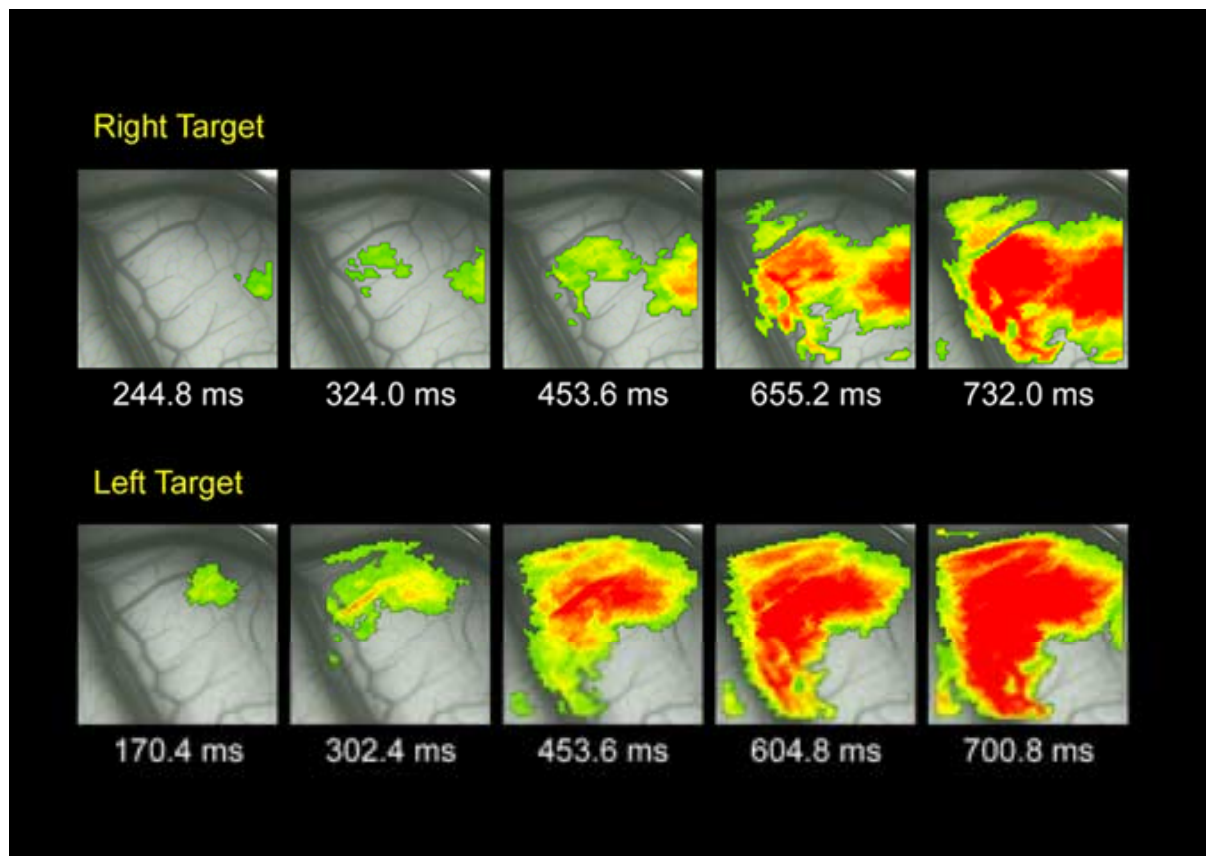 Right Target
244.8 ms 324.0 ms 453.6 ms 655.2 ms 732.0 ms
Left Target
170.4 ms 302.4 ms 453.6 ms 604.8 ms 700.8 ms